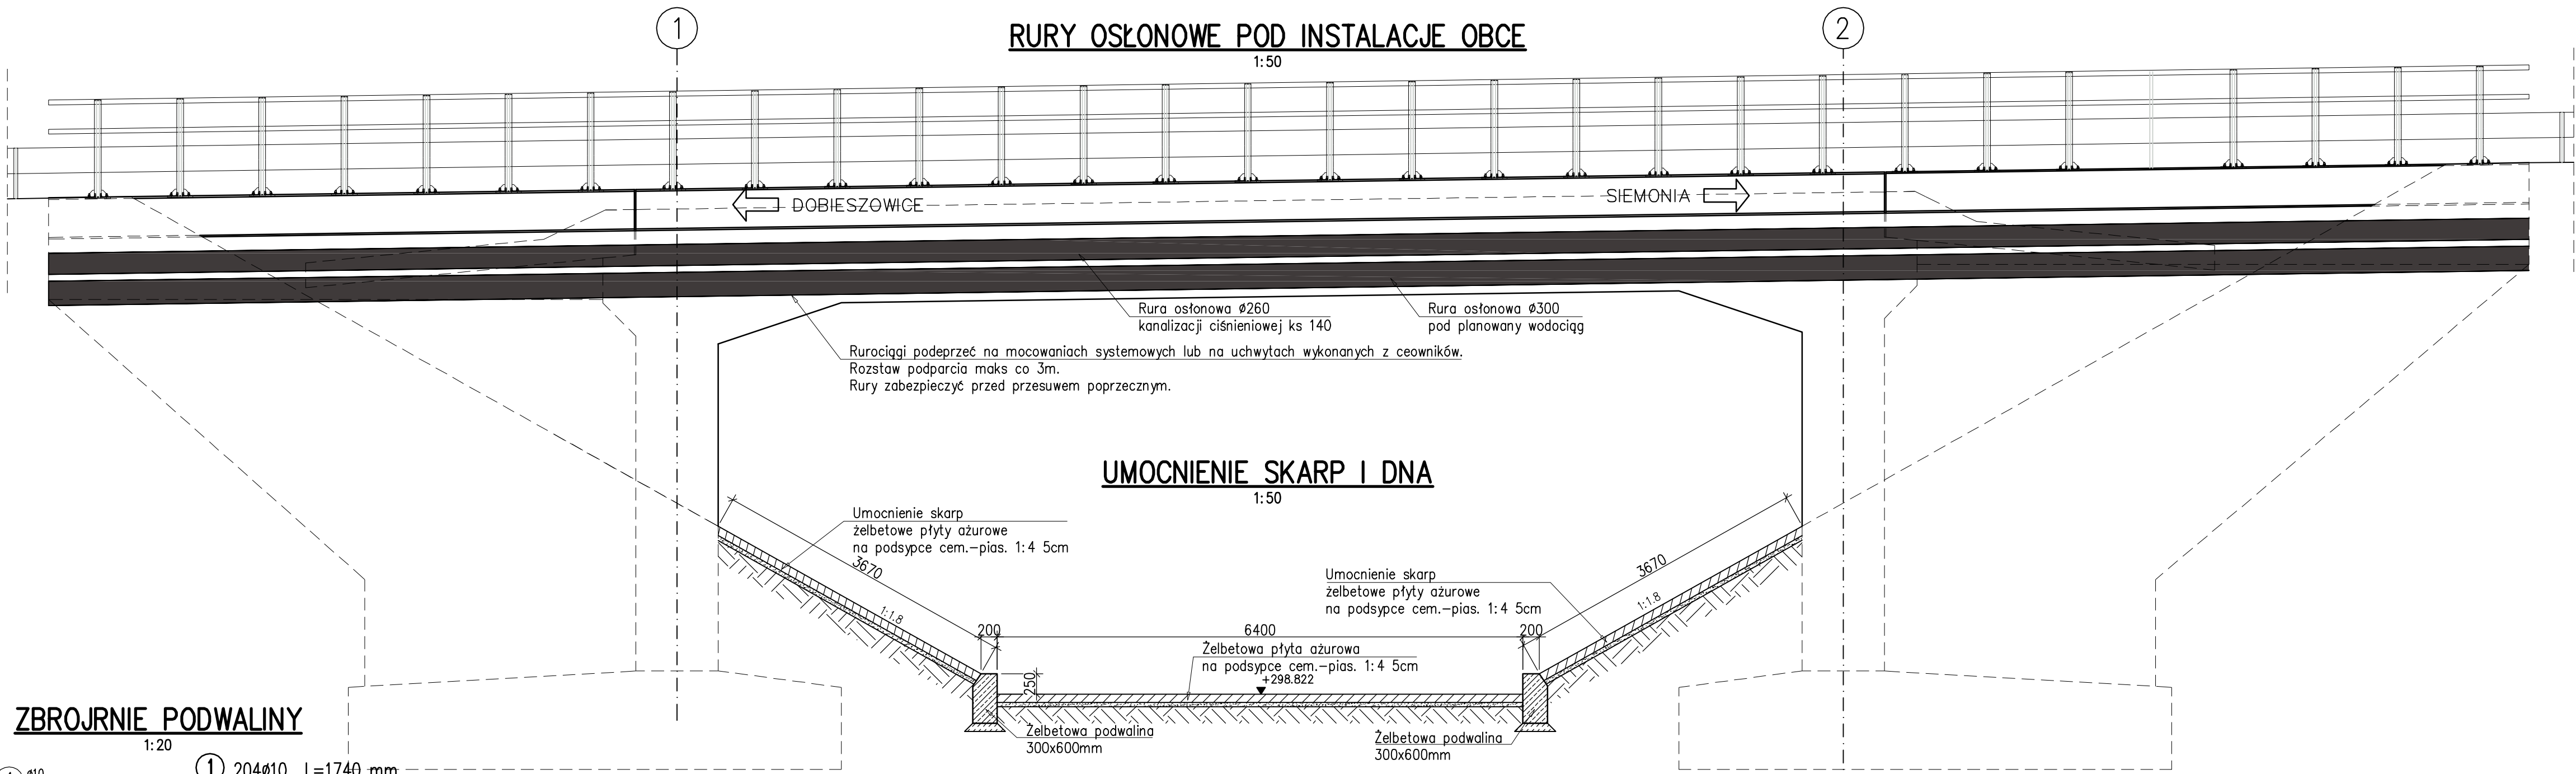 1
RURY OSŁONOWE POD INSTALACJE OBCE
1:50
2
DOBIESZOWICE
SIEMONIA
Rura osłonowa ø260
kanalizacji ciśnieniowej ks 140
Rura osłonowa ø300
pod planowany wodociąg
Rurociągi podeprzeć na mocowaniach systemowych lub na uchwytach wykonanych z ceowników.
Rozstaw podparcia maks co 3m.
Rury zabezpieczyć przed przesuwem poprzecznym.
UMOCNIENIE SKARP I DNA
1:50
Umocnienie skarp
żelbetowe płyty ażurowe
na podsypce cem.-pias. 1:4 5cm
3670
1:1.8
Umocnienie skarp
żelbetowe płyty ażurowe
na podsypce cem.-pias. 1:4 5cm
3670
1:1.8
200
6400
200
Żelbetowa płyta ażurowa
na podsypce cem.-pias. 1:4 5cm
+298.822
250
Żelbetowa podwalina
300x600mm
Żelbetowa podwalina
300x600mm
ZBROJRNIE PODWALINY
1:20
ø10
1 204ø10 L=1740 mm